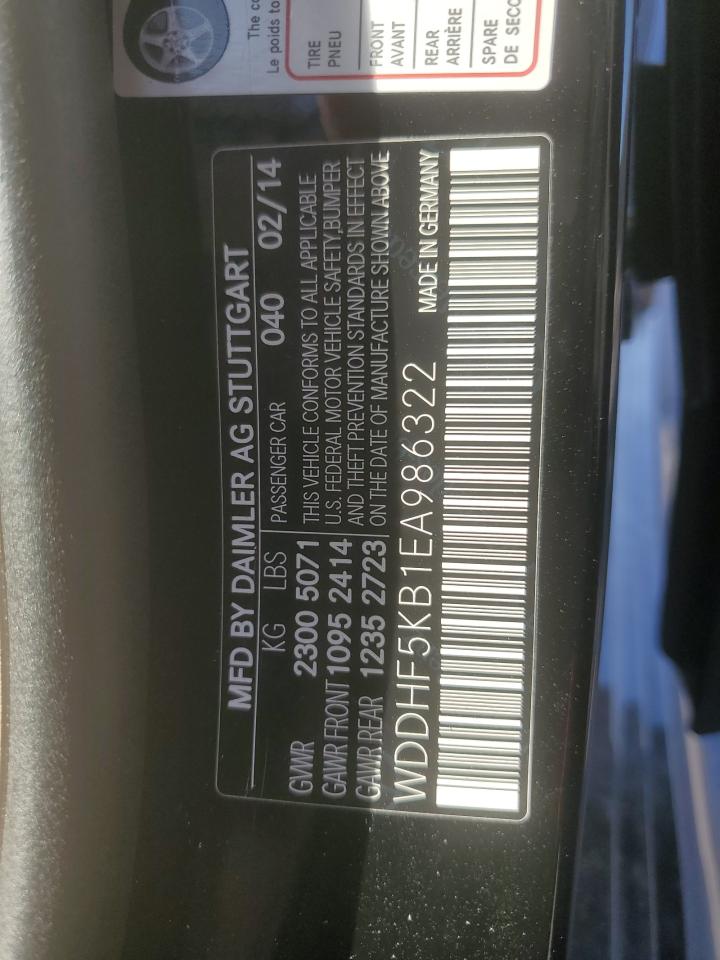 The co
Le poids to
TIRE
PNEU
FRONT
AVANT
REAR
ARRIÈRE
SPARE
DE SECO
MFD BY DAIMLER AG STUTTGART
KG LBS PASSENGER CAR 040 02/14
GVWR 2300 5071 THIS VEHICLE CONFORMS TO ALL APPLICABLE
GAWR FRONT 1095 2414 U.S. FEDERAL MOTOR VEHICLE SAFETY,BUMPER
GAWR REAR 1235 2723 AND THEFT PREVENTION STANDARDS IN EFFECT
ON THE DATE OF MANUFACTURE SHOWN ABOVE
WDDHF5KB1EA986322 MADE IN GERMANY